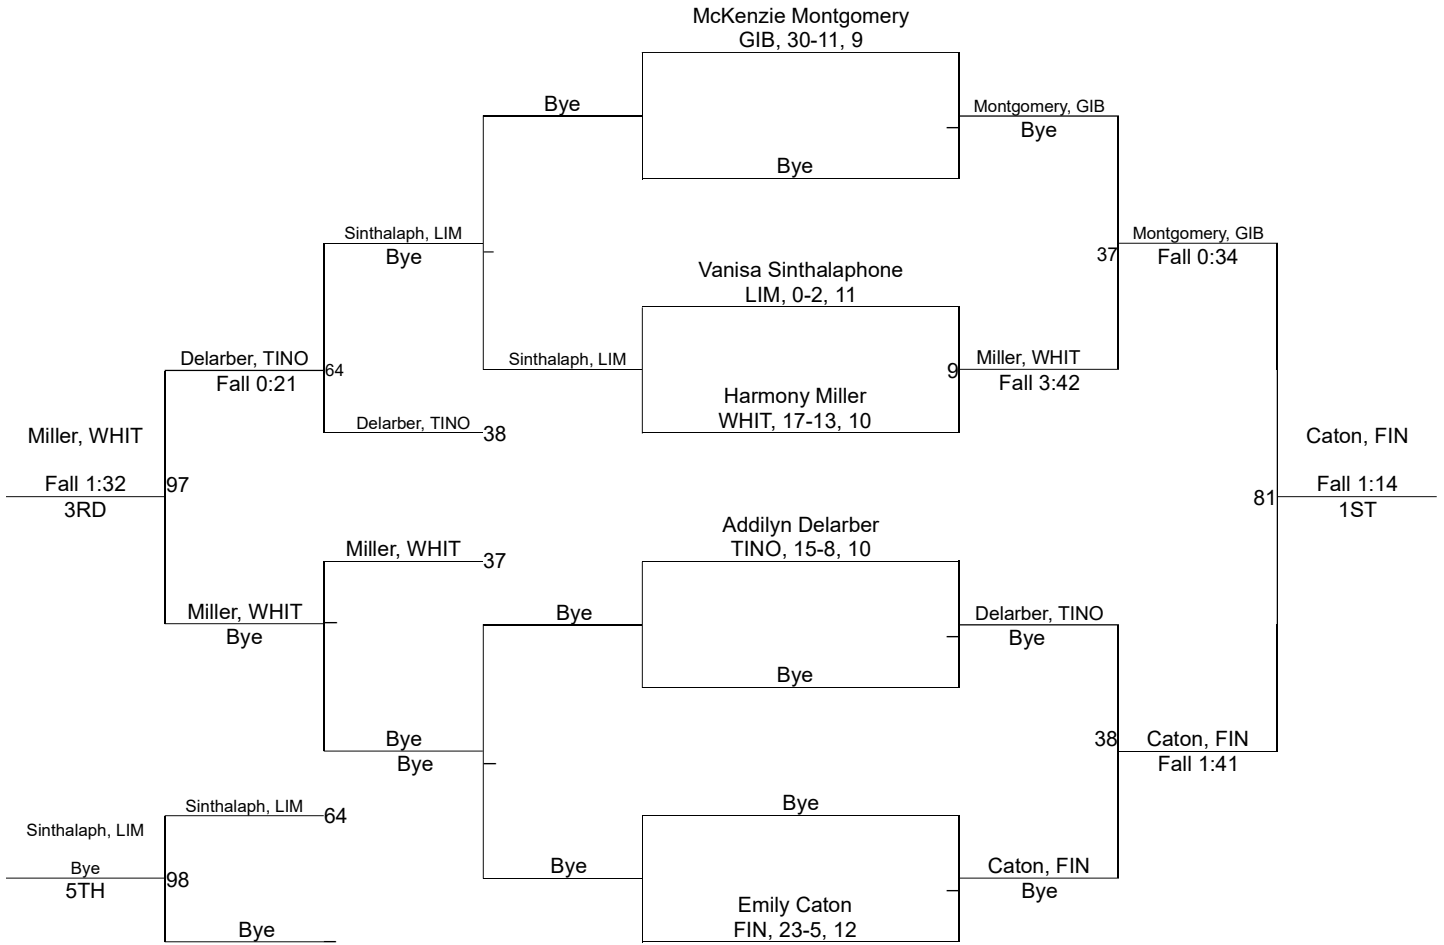 McKenzie Montgomery
GIB, 30-11, 9
Bye
Montgomery, GIB
Bye
Bye
Sinthalaph, LIM
Bye
Montgomery, GIB
37
Fall 0:34
Vanisa Sinthalaphone
LIM, 0-2, 11
Delarber, TINO
64
Fall 0:21
Sinthalaph, LIM
9
Miller, WHIT
Fall 3:42
Harmony Miller
WHIT, 17-13, 10
Delarber, TINO
38
Miller, WHIT
Caton, FIN
Fall 1:32
97
3RD
81
Fall 1:14
1ST
Addilyn Delarber
TINO, 15-8, 10
Miller, WHIT
37
Miller, WHIT
Bye
Bye
Delarber, TINO
Bye
Bye
Bye
Bye
38
Caton, FIN
Fall 1:41
Sinthalaph, LIM
64
Bye
Sinthalaph, LIM
Bye
98
5TH
Bye
Caton, FIN
Bye
Emily Caton
FIN, 23-5, 12
Bye